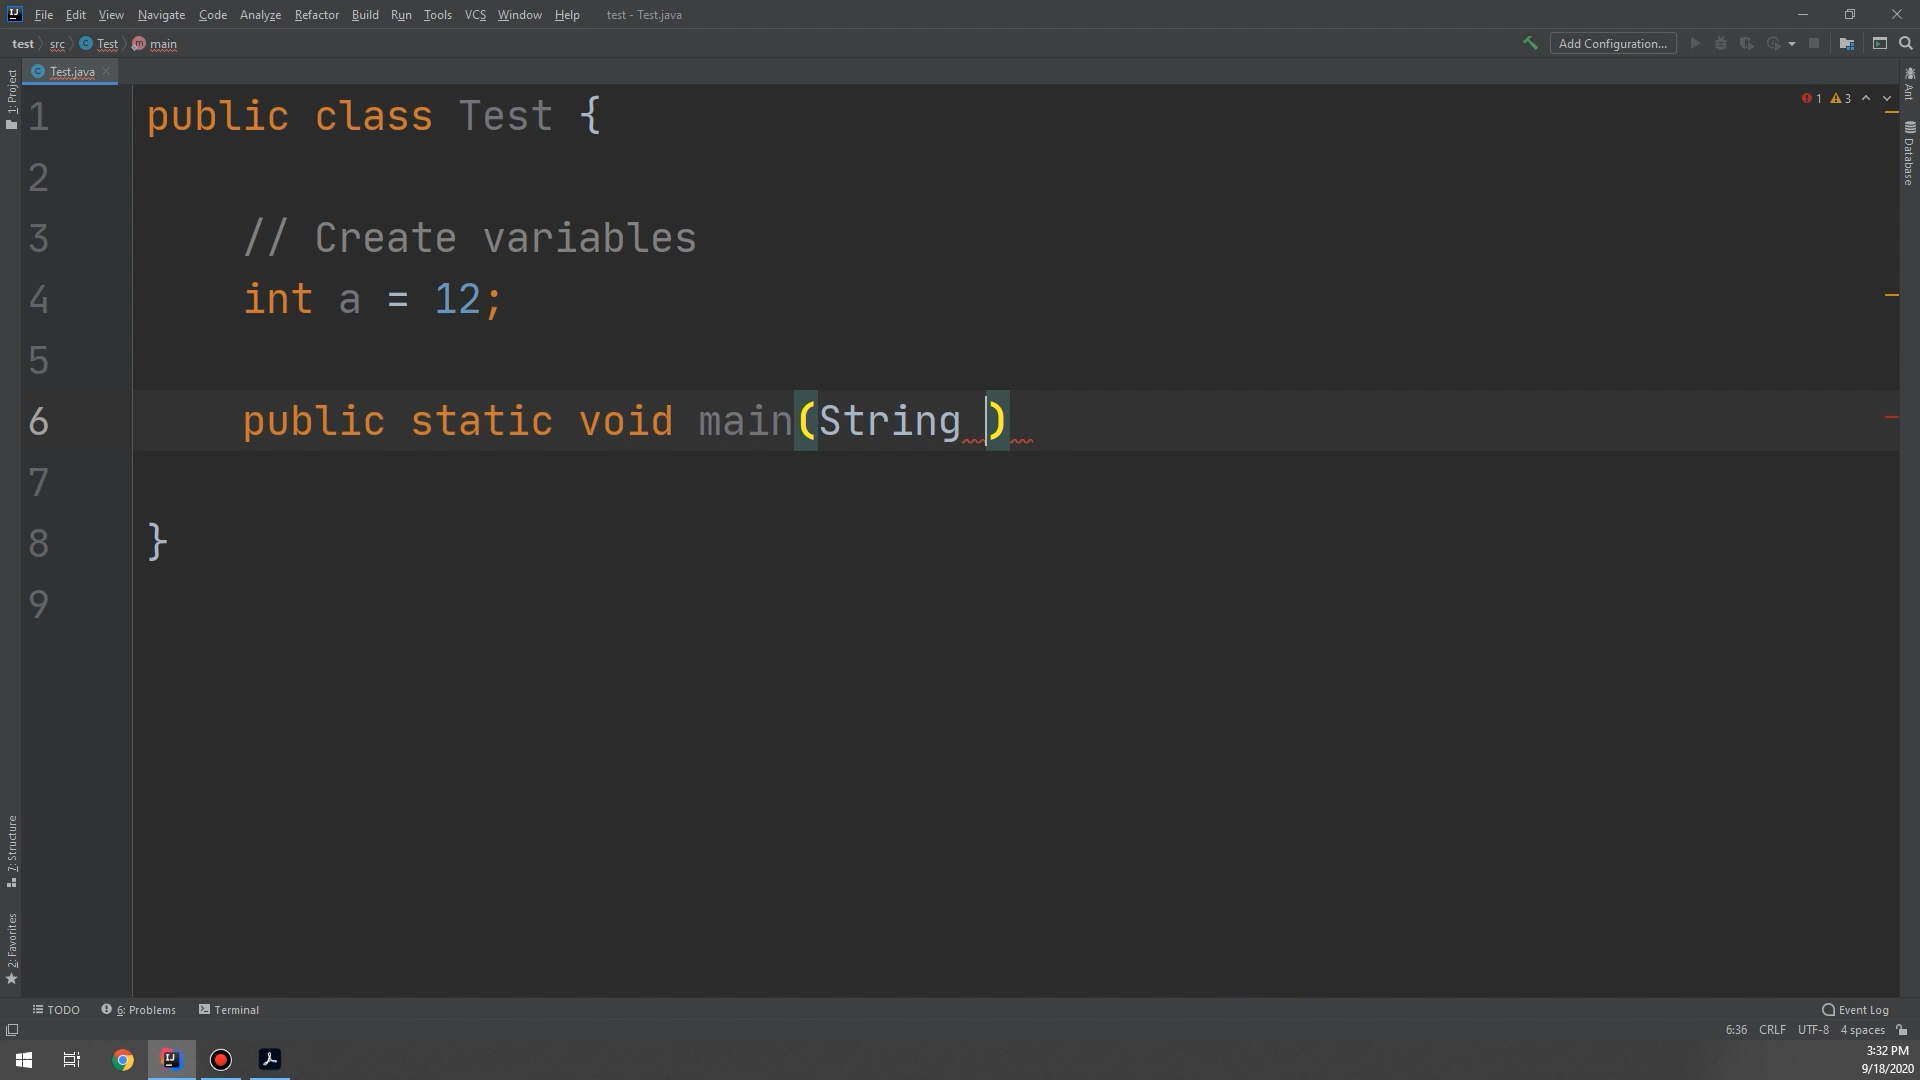 File Edit View Navigate Code Analyze Refactor Build Run Tools VCS Window Help test - Test.java
test src Test main Add Configuration...
Test.java
1: Project
1 public class Test {
2
3 // Create variables
4 int a = 12;
5
6 public static void main(String )
7
8 }
9
1 3
Ant
Database
7: Structure
2: Favorites
TODO 6: Problems Terminal Event Log
6:36 CRLF UTF-8 4 spaces
3:32 PM
9/18/2020